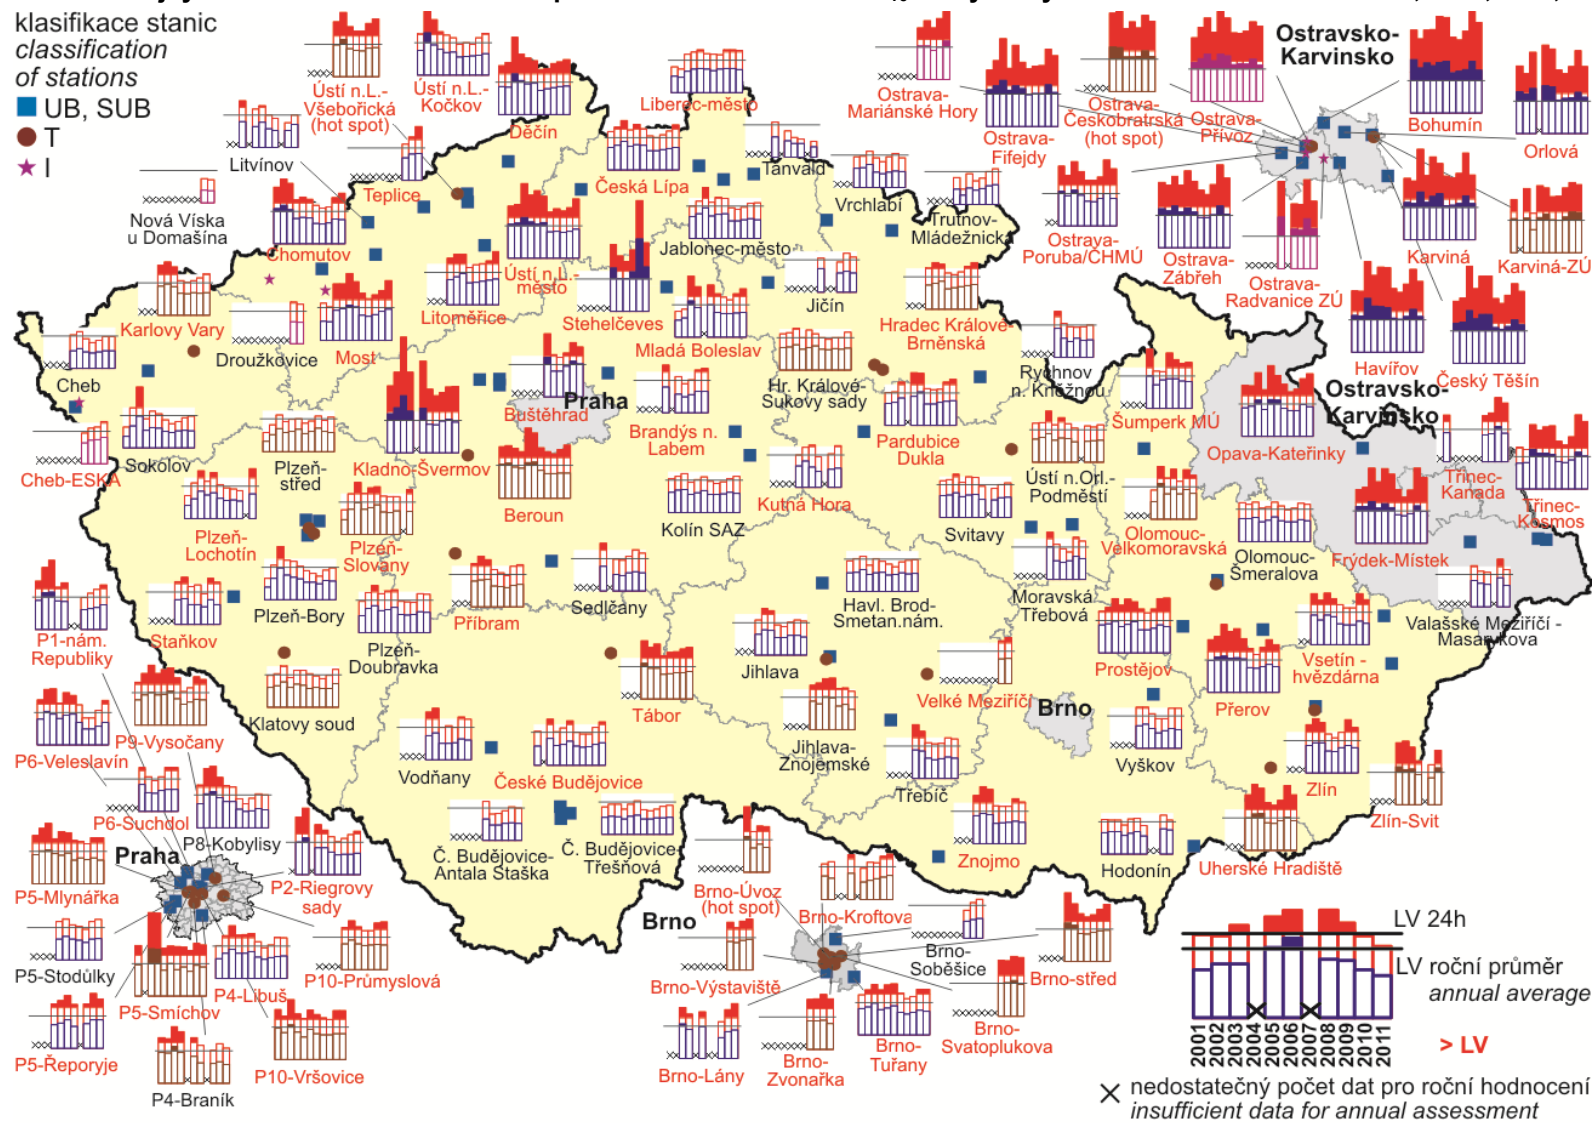 klasifikace stanic
classification
of stations
UB, SUB
T
I
Ústí n.L.-
Všebořická
(hot spot)
Ústí n.L.-
Kočkov
Děčín
Liberec-město
Ostrava-
Mariánské Hory
Ostrava-
Fifejdy
Ostrava-
Českobratrská
(hot spot)
Ostrava-
Přívoz
Ostravsko-
Karvinsko
Bohumín
Orlová
Litvínov
Teplice
Česká Lípa
Tanvald
Vrchlabí
Trutnov-
Mládežnická
Nová Víska
u Domašína
Chomutov
Ústí n.L.-
město
Jablonec-město
Ostrava-
Poruba/ČHMÚ
Ostrava-
Zábřeh
Ostrava-
Radvanice ZÚ
Karviná
Karviná-ZÚ
Karlovy Vary
Droužkovice
Most
Litoměřice
Stehelčeves
Mladá Boleslav
Jičín
Hradec Králové-
Brněnská
Havířov
Český Těšín
Cheb
Buštěhrad
Praha
Hr. Králové-
Sukovy sady
Rychnov
n. Kněžnou
Šumperk MÚ
Ostravsko-
Karvinsko
Cheb-ESKA
Sokolov
Plzeň-
střed
Kladno-Švermov
Brandýs n.
Labem
Pardubice
Dukla
Opava-Kateřinky
Plzeň-
Lochotín
Plzeň-
Slovany
Beroun
Kolín SAZ
Kutná Hora
Svitavy
Ústí n.Orl.-
Podměstí
Olomouc-
Velkomoravská
Olomouc-
Šmeralova
Třinec-
Kanada
Třinec-
Kosmos
Frýdek-Místek
P1-nám.
Republiky
Staňkov
Plzeň-Bory
Plzeň-
Doubravka
Příbram
Sedlčany
Havl. Brod-
Smetan.nám.
Moravská
Třebová
Valašské Meziříčí -
Masarykova
Klatovy soud
Tábor
Jihlava
Velké Meziříčí
Prostějov
Přerov
Vsetín -
hvězdárna
P6-Veleslavín
P9-Vysočany
Vodňany
České Budějovice
Jihlava-
Znojemské
Třebíč
Brno
Vyškov
Zlín
Zlín-Svit
P6-Suchdol
P8-Kobylisy
Praha
P5-Mlynářka
P2-Riegrovy
sady
Č. Budějovice-
Antala Staška
Č. Budějovice-
Třešňová
Znojmo
Hodonín
Uherské Hradiště
P5-Stodůlky
P10-Průmyslová
P4-Libuš
P5-Smíchov
P5-Řeporyje
P10-Vršovice
P4-Braník
Brno
Brno-Úvoz
(hot spot)
Brno-Kroftova
Brno-
Soběšice
Brno-střed
Brno-Výstaviště
Brno-
Svatoplukova
Brno-Lány
Brno-
Zvonařka
Brno-
Tuřany
LV 24h
LV roční průměr
annual average
2001 2002 2003 2004 2005 2006 2007 2008 2009 2010 2011
> LV
nedostatečný počet dat pro roční hodnocení
insufficient data for annual assessment